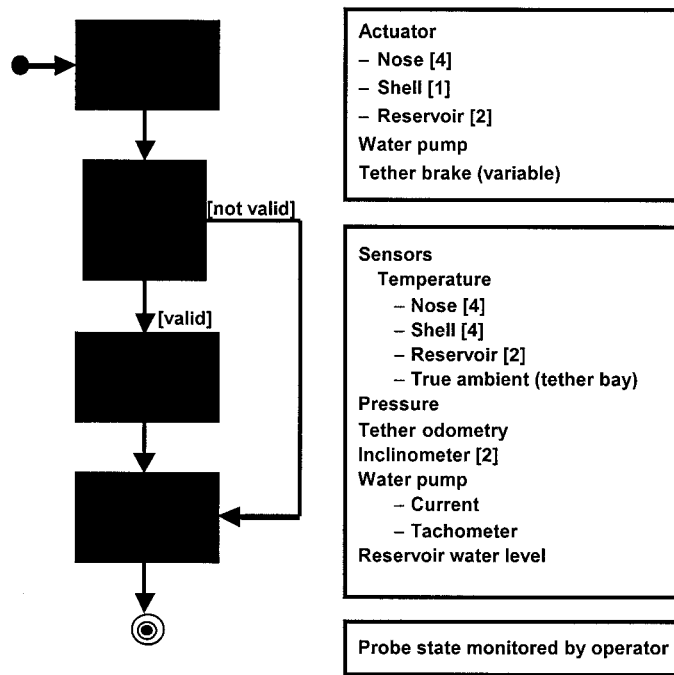 [not valid]
[valid]
Actuator
– Nose [4]
– Shell [1]
– Reservoir [2]
Water pump
Tether brake (variable)
Sensors
Temperature
– Nose [4]
– Shell [4]
– Reservoir [2]
– True ambient (tether bay)
Pressure
Tether odometry
Inclinometer [2]
Water pump
– Current
– Tachometer
Reservoir water level
Probe state monitored by operator